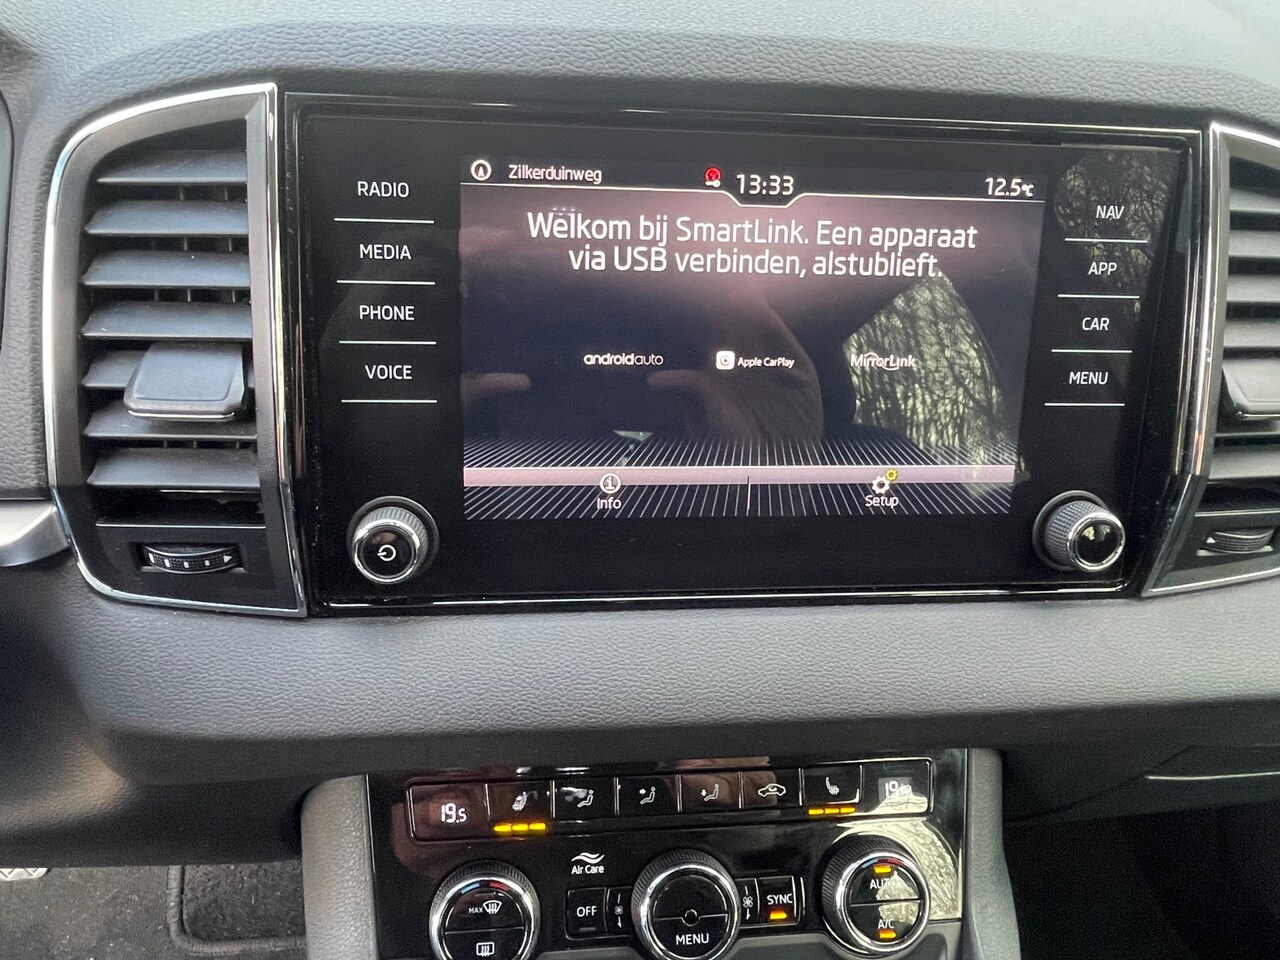 RADIO
MEDIA
PHONE
VOICE
Zilkerduinweg
13:33
12.5°C
Welkom bij SmartLink. Een apparaat
via USB verbinden, alstublieft.
androidauto
Apple CarPlay
MirrorLink
Info
Setup
NAV
APP
CAR
MENU
19.5
Air Care
MAX
OFF
MENU
SYNC
AUTO
A/C